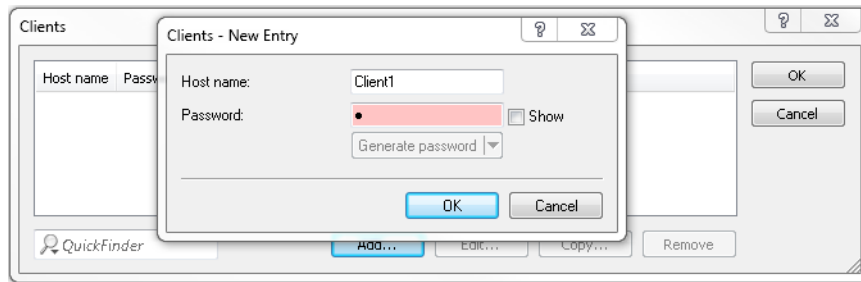 Clients
Clients - New Entry
Host name
Host name:
Client1
Password:
●
Show
Generate password
OK
Cancel
OK
Cancel
QuickFinder
Add...
Edit...
Copy...
Remove